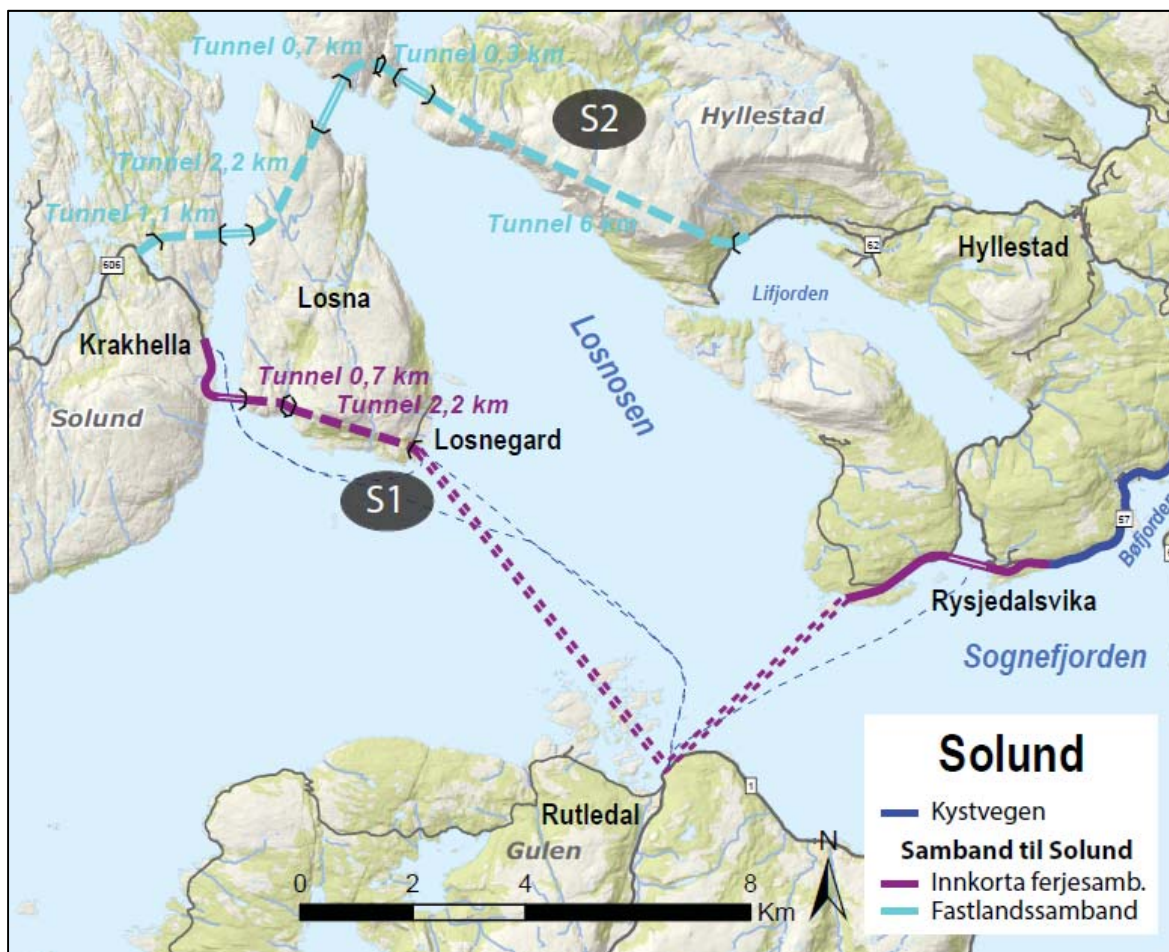 Tunnel 0,7 km
Tunnel 0,3 km
S2
Hyllestad
Tunnel 2,2 km
Tunnel 1,1 km
Tunnel 6 km
62
Hyllestad
606
Losna
Lifjorden
Krakhella
Losnosen
Tunnel 0,7 km
Tunnel 2,2 km
Solund
Losnegard
S1
57
Bøfjorden
Rysjedalsvika
Sognefjorden
Solund
Kystvegen
Samband til Solund
Innkorta ferjesamb.
Fastlandssamband
1
Rutledal
Gulen
N
0 2 4 8
Km